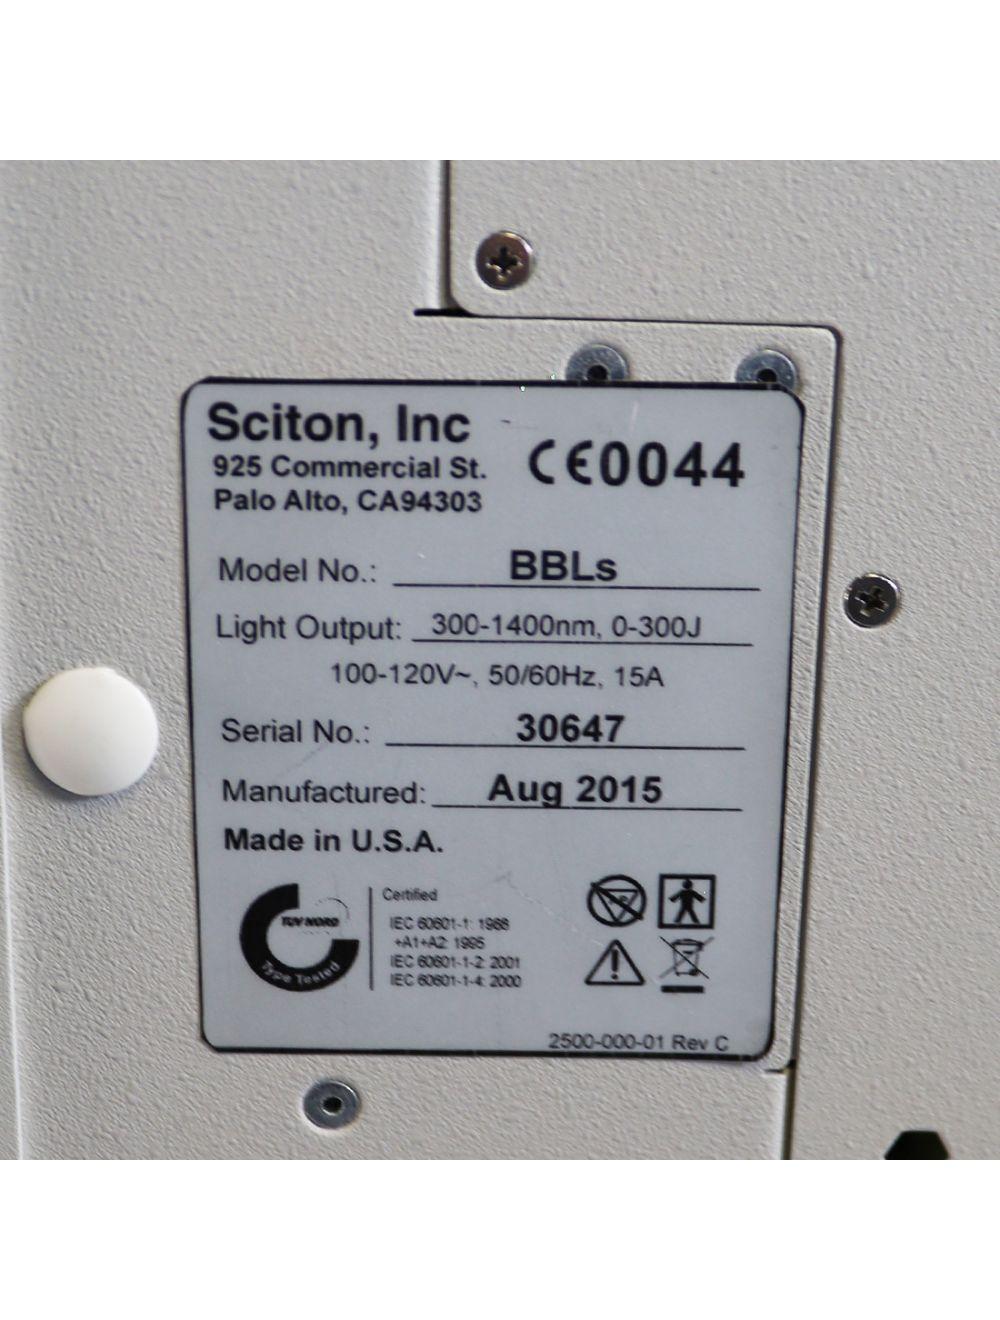 Sciton, Inc
925 Commercial St.
Palo Alto, CA94303
CE0044
Model No.: BBLs
Light Output: 300-1400nm, 0-300J
100-120V~, 50/60Hz, 15A
Serial No.: 30647
Manufactured: Aug 2015
Made in U.S.A.
TUV NORD
Type Tested
Certified
IEC 60601-1: 1988
+A1+A2: 1995
IEC 60601-1-2: 2001
IEC 60601-1-4: 2000
2500-000-01 Rev C